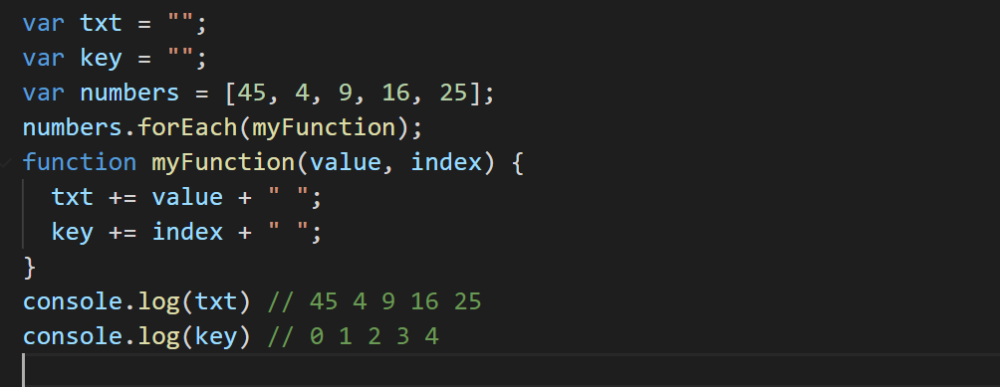 var txt = "";
var key = "";
var numbers = [45, 4, 9, 16, 25];
numbers.forEach(myFunction);
function myFunction(value, index) {
  txt += value + " ";
  key += index + " ";
}
console.log(txt) // 45 4 9 16 25
console.log(key) // 0 1 2 3 4